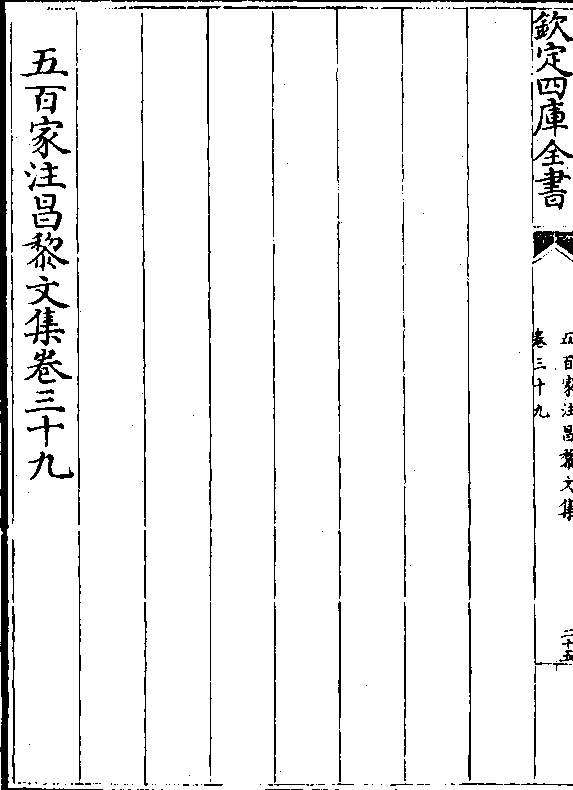 欽定四庫全書
五百家注昌黎文集
卷三十九
二十五
五百家注昌黎文集卷三十九